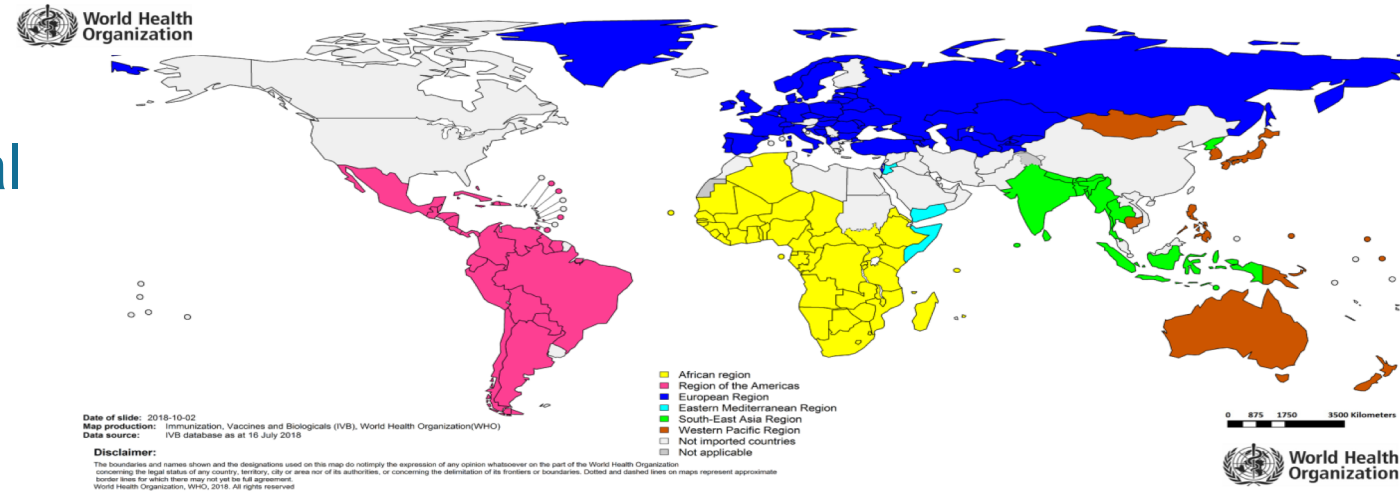 World Health
Organization
al
African region
Region of the Americas
European Region
Eastern Mediterranean Region
South-East Asia Region
Western Pacific Region
Not imported countries
Not applicable
0 875 1750 3500 Kilometers
Date of slide: 2018-10-02
Map production: Immunization, Vaccines and Biologicals (IVB), World Health Organization(WHO)
Data source: IVB database as at 16 July 2018
Disclaimer:
The boundaries and names shown and the designations used on this map do notimply the expression of any opinion whatsoever on the part of the World Health Organization
concerning the legal status of any country, territory, city or area nor of its authorities, or concerning the delimitation of its frontiers or boundaries. Dotted and dashed lines on maps represent approximate
border lines for which there may not yet be full agreement.
World Health Organization, WHO, 2018. All rights reserved
World Health
Organization